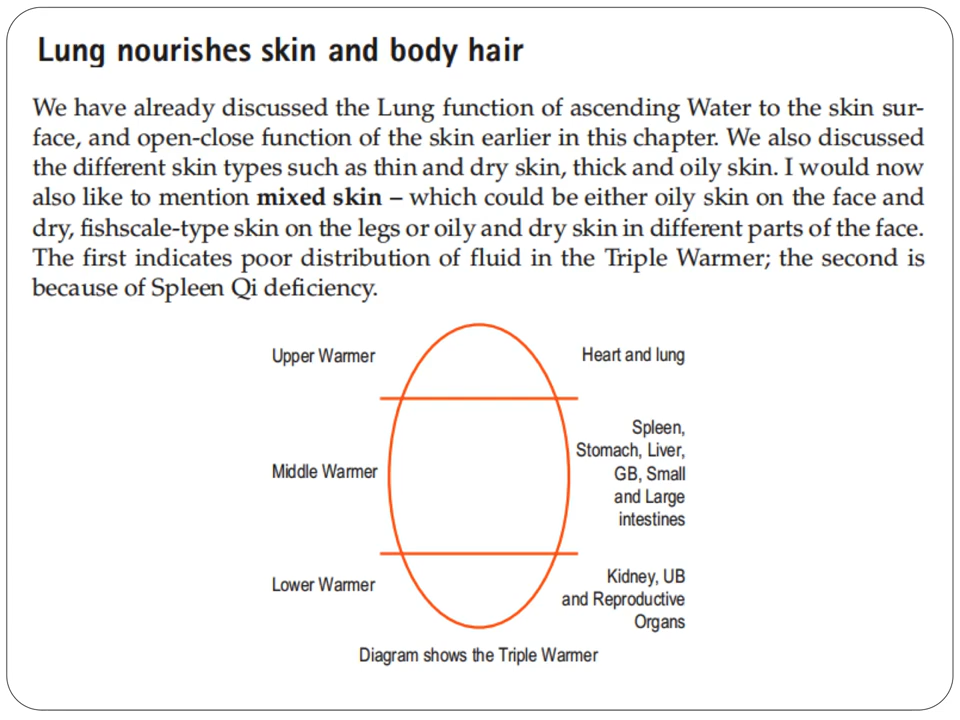 Lung nourishes skin and body hair
We have already discussed the Lung function of ascending Water to the skin sur-
face, and open-close function of the skin earlier in this chapter. We also discussed
the different skin types such as thin and dry skin, thick and oily skin. I would now
also like to mention mixed skin – which could be either oily skin on the face and
dry, fishscale-type skin on the legs or oily and dry skin in different parts of the face.
The first indicates poor distribution of fluid in the Triple Warmer; the second is
because of Spleen Qi deficiency.
Upper Warmer
Heart and lung
Middle Warmer
Spleen,
Stomach, Liver,
GB, Small
and Large
intestines
Lower Warmer
Kidney, UB
and Reproductive
Organs
Diagram shows the Triple Warmer